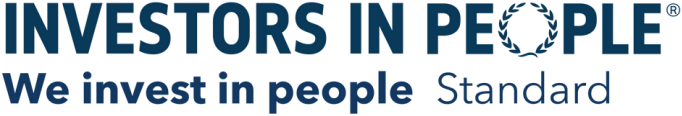 INVESTORS IN PEOPLE®
We invest in people Standard